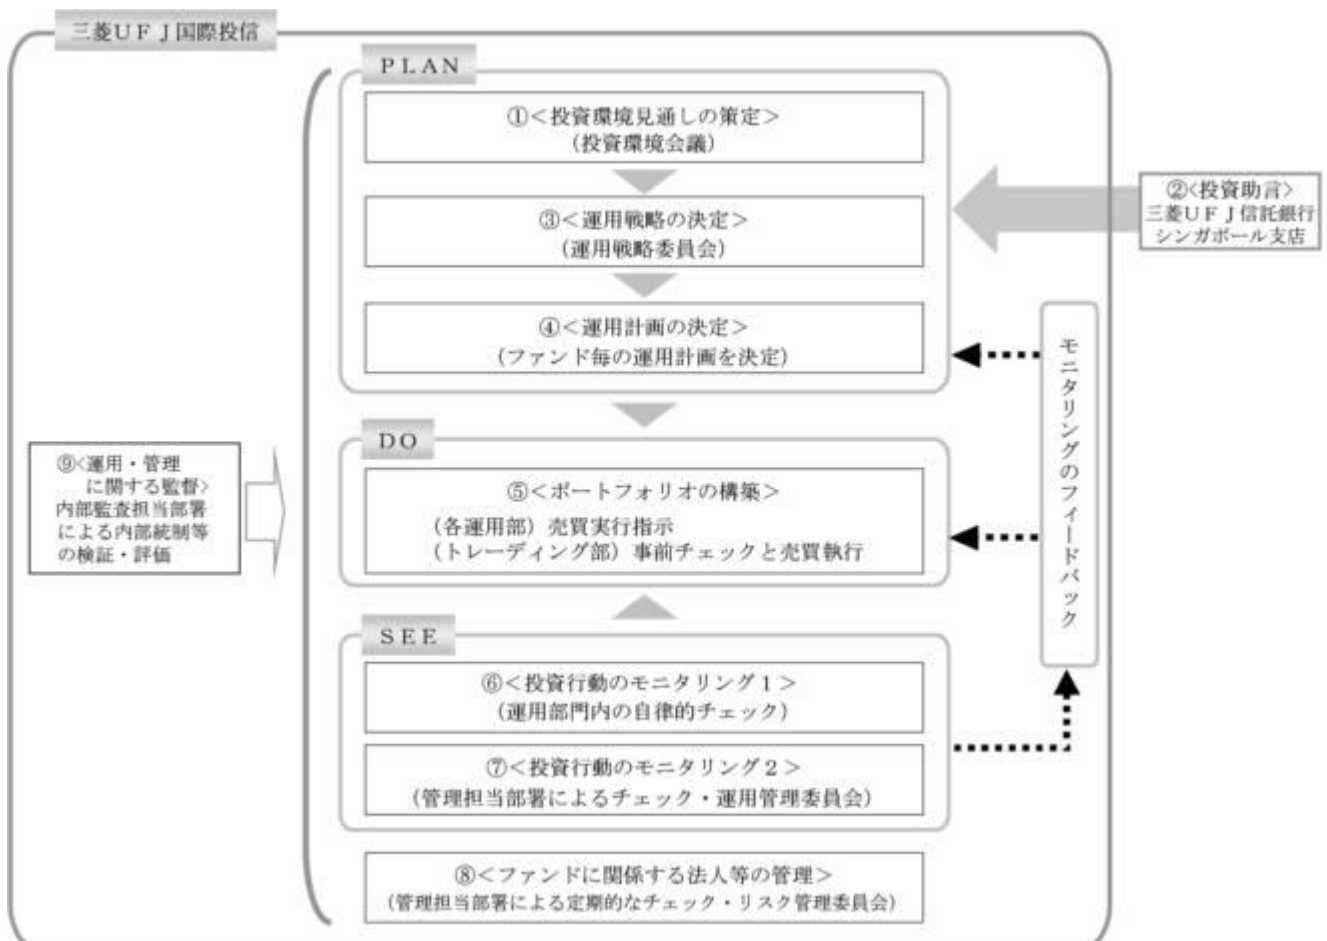 三菱UFJ国際投信
PLAN
①<投資環境見通しの策定>
(投資環境会議)
②<投資助言>
三菱UFJ信託銀行
シンガポール支店
③<運用戦略の決定>
(運用戦略委員会)
④<運用計画の決定>
(ファンド毎の運用計画を決定)
モニタリングのフィードバック
DO
⑤<ポートフォリオの構築>
(各運用部)売買実行指示
(トレーディング部)事前チェックと売買執行
⑨<運用・管理
に関する監督>
内部監査担当部署
による内部統制等
の検証・評価
SEE
⑥<投資行動のモニタリング1>
(運用部門内の自律的チェック)
⑦<投資行動のモニタリング2>
(管理担当部署によるチェック・運用管理委員会)
⑧<ファンドに関係する法人等の管理>
(管理担当部署による定期的なチェック・リスク管理委員会)